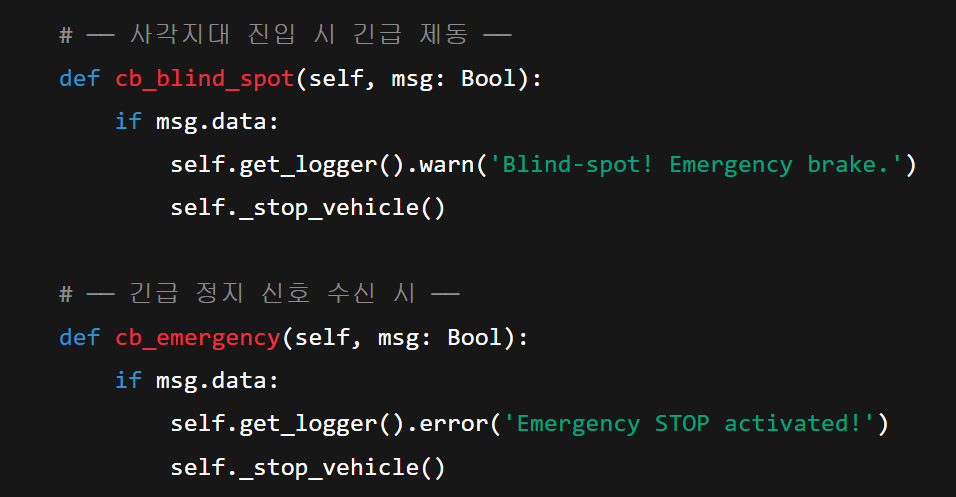 # ── 사각지대 진입 시 긴급 제동 ──
def cb_blind_spot(self, msg: Bool):
if msg.data:
self.get_logger().warn('Blind-spot! Emergency brake.')
self._stop_vehicle()
# ── 긴급 정지 신호 수신 시 ──
def cb_emergency(self, msg: Bool):
if msg.data:
self.get_logger().error('Emergency STOP activated!')
self._stop_vehicle()